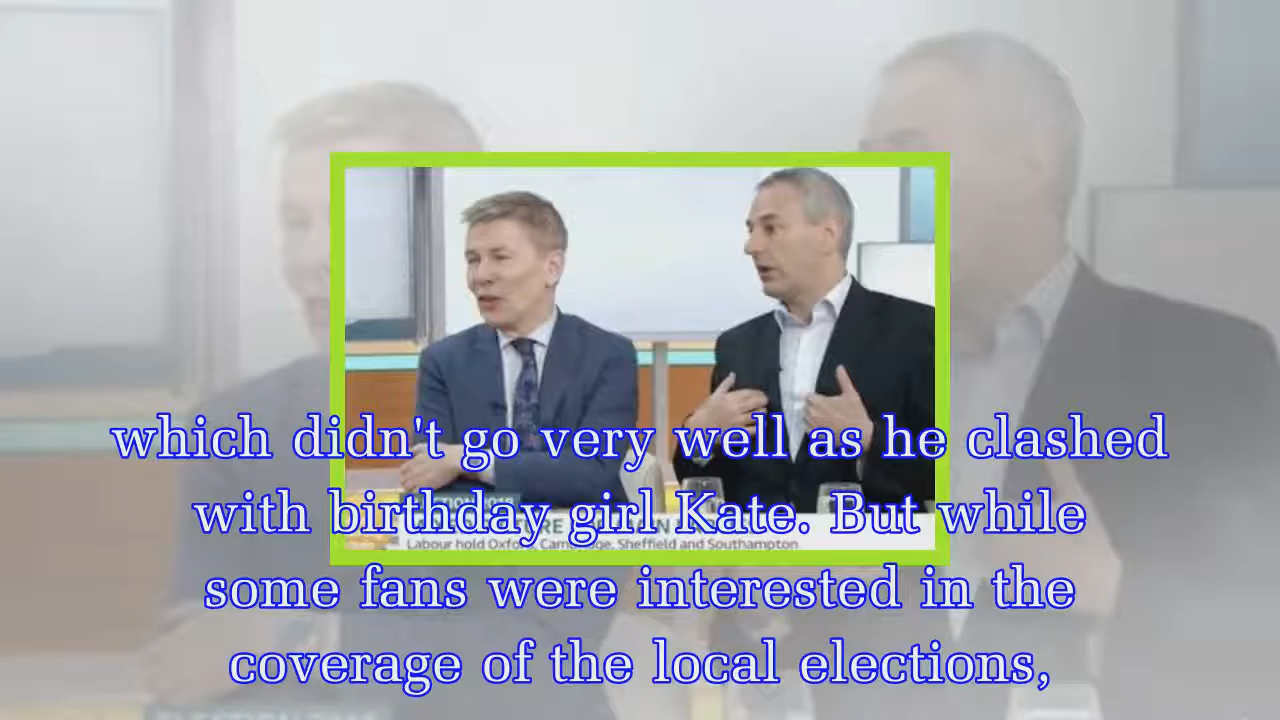 which didn't go very well as he clashed
with birthday girl Kate. But while
Labour hold Oxford, Cambridge, Sheffield and Southampton
some fans were interested in the
coverage of the local elections,